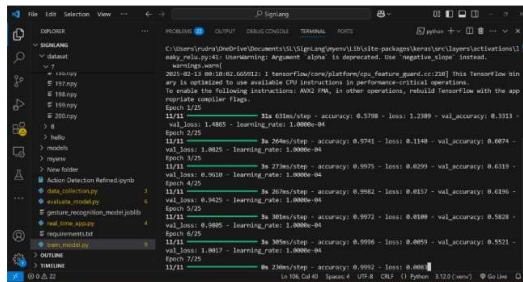 File Edit Selection View ...
SignLang
EXPLORER
PROBLEMS OUTPUT DEBUG CONSOLE TERMINAL PORTS
python
SIGNLANG
dataset
7
196.npy
197.npy
198.npy
199.npy
200.npy
8
hello
models
myenv
New folder
Action Detection Refined.ipynb
data_collection.py 3
evaluate_model.py 6
gesture_recognition_model.joblib
real_time_app.py 4
train_model.py 9
OUTLINE
TIMELINE
C:\Users\rudra\OneDrive\Documents\SL\SignLang\myenv\Lib\site-packages\keras\src\layers\activations\l
eaky_relu.py:41: UserWarning: Argument `alpha` is deprecated. Use `negative_slope` instead.
warnings.warn(
2025-02-13 00:10:02.665912: I tensorflow/core/platform/cpu_feature_guard.cc:210] This TensorFlow bin
ary is optimized to use available CPU instructions in performance-critical operations.
To enable the following instructions: AVX2 FMA, in other operations, rebuild TensorFlow with the app
ropriate compiler flags.
Epoch 1/25
11/11 31s 631ms/step - accuracy: 0.5798 - loss: 1.2309 - val_accuracy: 0.3313 -
val_loss: 1.4865 - learning_rate: 1.0000e-04
Epoch 2/25
11/11 3s 264ms/step - accuracy: 0.9741 - loss: 0.1140 - val_accuracy: 0.6074 -
val_loss: 1.0825 - learning_rate: 1.0000e-04
Epoch 3/25
11/11 3s 273ms/step - accuracy: 0.9975 - loss: 0.0299 - val_accuracy: 0.6319 -
val_loss: 0.9610 - learning_rate: 1.0000e-04
Epoch 4/25
11/11 3s 267ms/step - accuracy: 0.9982 - loss: 0.0157 - val_accuracy: 0.6196 -
val_loss: 0.9425 - learning_rate: 1.0000e-04
Epoch 5/25
11/11 3s 301ms/step - accuracy: 0.9972 - loss: 0.0100 - val_accuracy: 0.5828 -
val_loss: 0.9805 - learning_rate: 1.0000e-04
Epoch 6/25
11/11 3s 305ms/step - accuracy: 0.9996 - loss: 0.0059 - val_accuracy: 0.5521 -
val_loss: 1.0017 - learning_rate: 1.0000e-04
Epoch 7/25
11/11 0s 230ms/step - accuracy: 0.9992 - loss: 0.0063
Ln 106, Col 40 Spaces: 4 UTF-8 CRLF Python 3.12.0 ('venv') Go Live